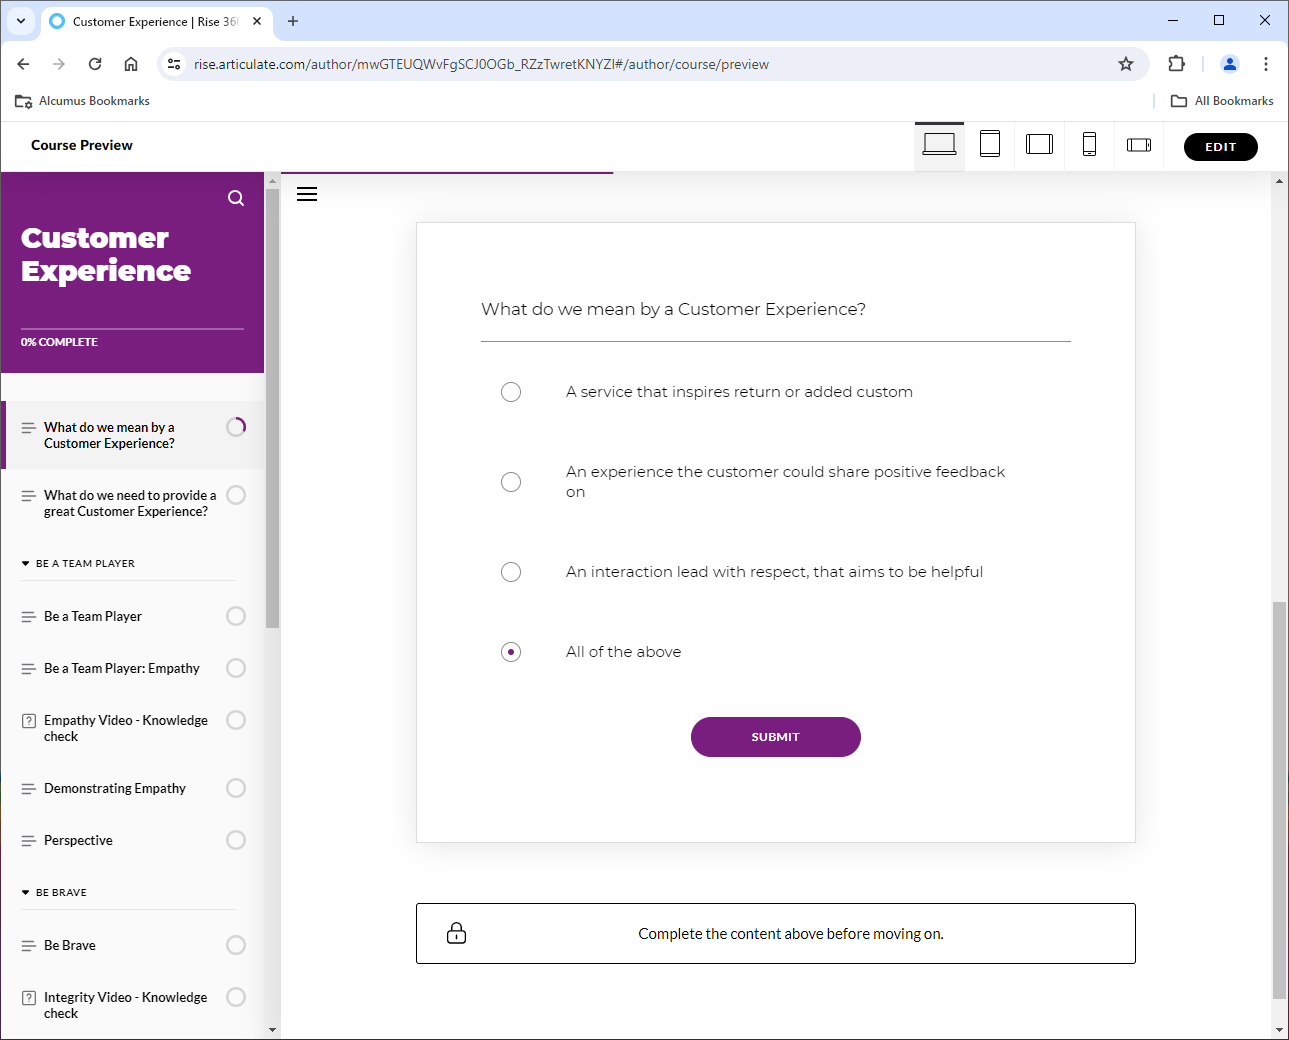 Customer Experience | Rise 360
rise.articulate.com/author/mwGTEUQWvFgSCJ0OGb_RZzTwretKNYZI#/author/course/preview
Alcumus Bookmarks
All Bookmarks
Course Preview
EDIT
Customer
Experience
0% COMPLETE
What do we mean by a
Customer Experience?
What do we need to provide a
great Customer Experience?
BE A TEAM PLAYER
Be a Team Player
Be a Team Player: Empathy
Empathy Video - Knowledge
check
Demonstrating Empathy
Perspective
BE BRAVE
Be Brave
Integrity Video - Knowledge
check
What do we mean by a Customer Experience?
A service that inspires return or added custom
An experience the customer could share positive feedback
on
An interaction lead with respect, that aims to be helpful
All of the above
SUBMIT
Complete the content above before moving on.